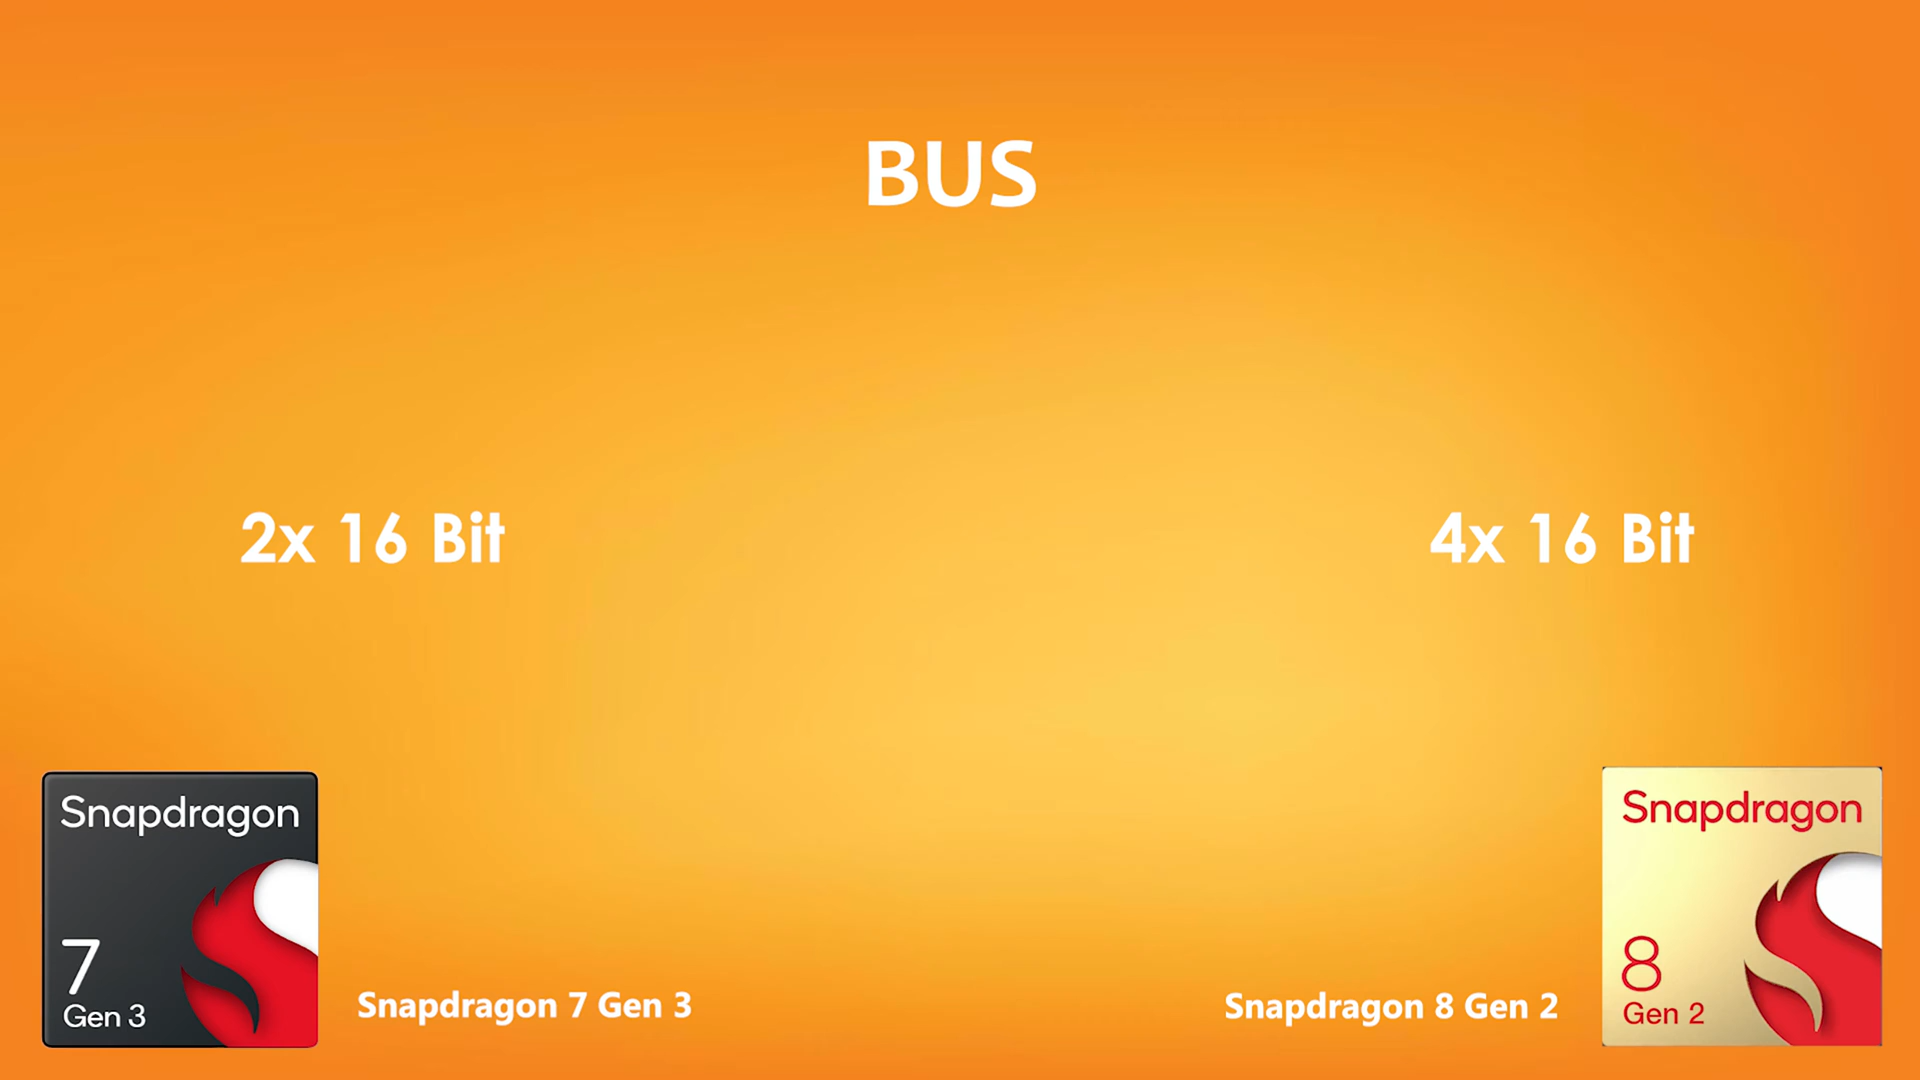 BUS
2x 16 Bit
4x 16 Bit
Snapdragon
7
Gen 3
Snapdragon 7 Gen 3
Snapdragon 8 Gen 2
Snapdragon
8
Gen 2